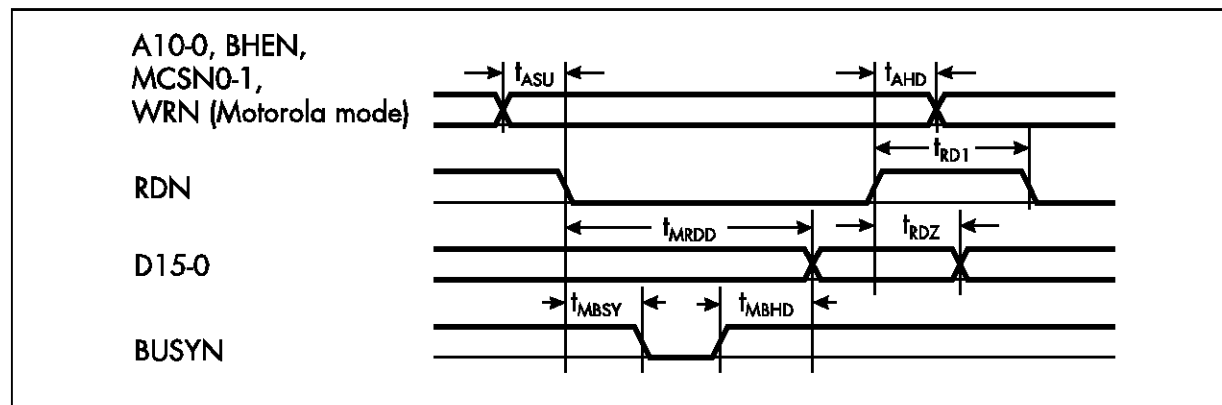 A10-0, BHEN,
MCSN0-1,
WRN (Motorola mode)
tASU
tAHD
tRD1
RDN
tMRDD
tRDZ
D15-0
tMBSY
tMBHD
BUSYN